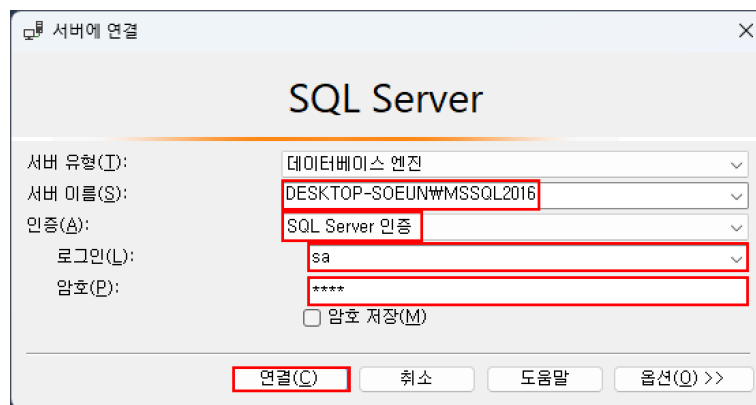 서버에 연결
SQL Server
서버 유형(T): 데이터베이스 엔진
서버 이름(S): DESKTOP-SOEUN₩MSSQL2016
인증(A): SQL Server 인증
로그인(L): sa
암호(P): ****
암호 저장(M)
연결(C) 취소 도움말 옵션(O) >>